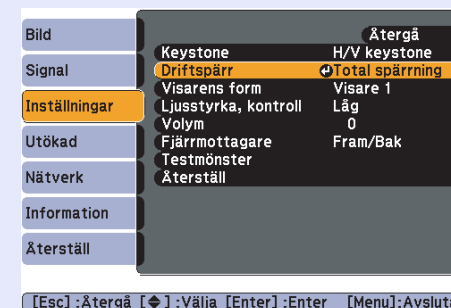 Bild
Signal
Inställningar
Utökad
Nätverk
Information
Återställ
Återgå
Keystone H/V keystone
Driftspärr Total spärrning
Visarens form Visare 1
Ljusstyrka, kontroll Låg
Volym 0
Fjärrmottagare Fram/Bak
Testmönster
Återställ
[Esc] :Återgå [◆] :Välja [Enter] :Enter [Menu] :Avsluta